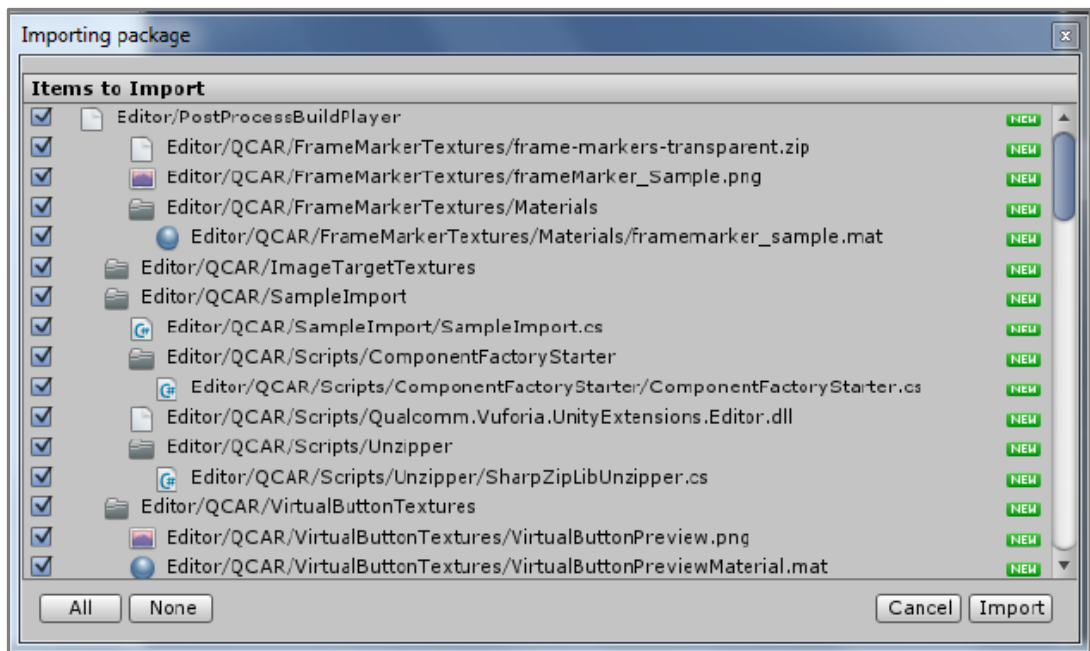 Importing package
Items to Import
Editor/PostProcessBuildPlayer NEW
Editor/QCAR/FrameMarkerTextures/frame-markers-transparent.zip NEW
Editor/QCAR/FrameMarkerTextures/frameMarker_Sample.png NEW
Editor/QCAR/FrameMarkerTextures/Materials NEW
Editor/QCAR/FrameMarkerTextures/Materials/framemarker_sample.mat NEW
Editor/QCAR/ImageTargetTextures NEW
Editor/QCAR/SampleImport NEW
C# Editor/QCAR/SampleImport/SampleImport.cs NEW
Editor/QCAR/Scripts/ComponentFactoryStarter NEW
C# Editor/QCAR/Scripts/ComponentFactoryStarter/ComponentFactoryStarter.cs NEW
Editor/QCAR/Scripts/Qualcomm.Vuforia.UnityExtensions.Editor.dll NEW
Editor/QCAR/Scripts/Unzipper NEW
C# Editor/QCAR/Scripts/Unzipper/SharpZipLibUnzipper.cs NEW
Editor/QCAR/VirtualButtonTextures NEW
Editor/QCAR/VirtualButtonTextures/VirtualButtonPreview.png NEW
Editor/QCAR/VirtualButtonTextures/VirtualButtonPreviewMaterial.mat NEW
All None Cancel Import